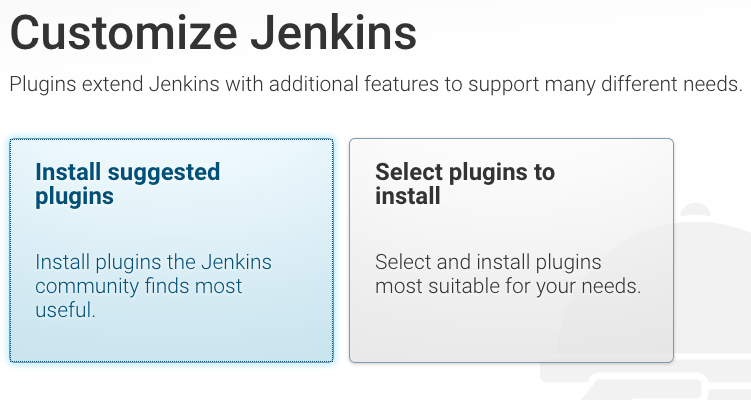 Customize Jenkins
Plugins extend Jenkins with additional features to support many different needs.
Install suggested
plugins
Install plugins the Jenkins
community finds most
useful.
Select plugins to
install
Select and install plugins
most suitable for your needs.